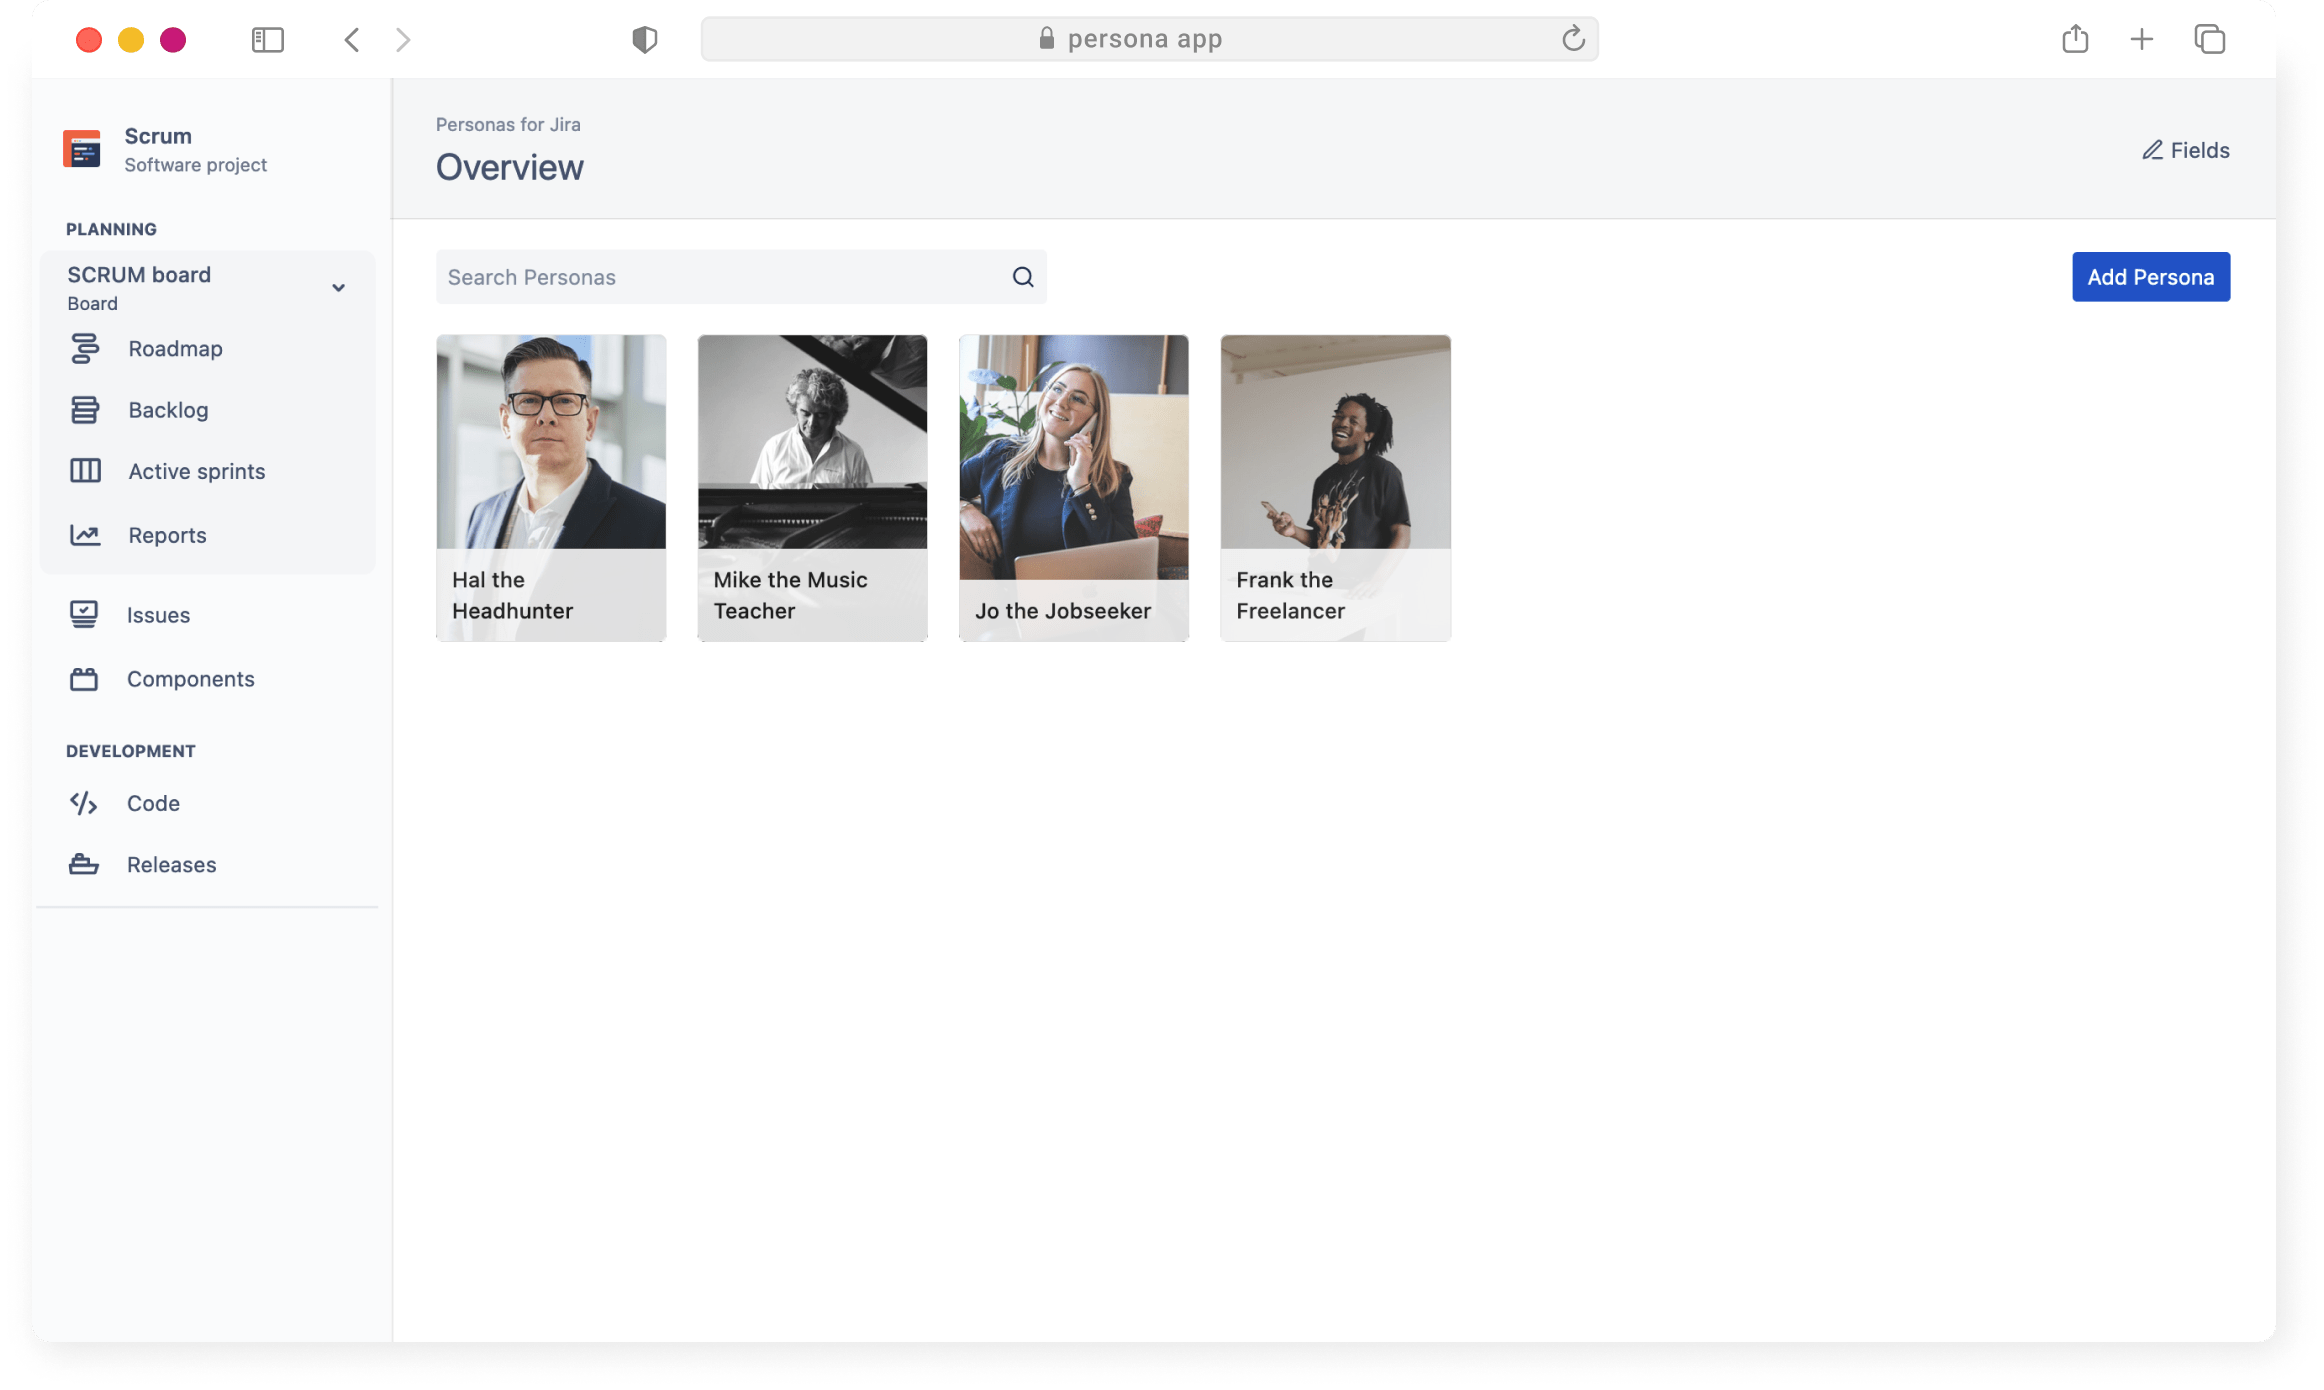 persona app
Scrum
Software project
PLANNING
SCRUM board
Board
Roadmap
Backlog
Active sprints
Reports
Issues
Components
DEVELOPMENT
Code
Releases
Personas for Jira
Overview
Fields
Search Personas
Add Persona
Hal the
Headhunter
Mike the Music
Teacher
Jo the Jobseeker
Frank the
Freelancer